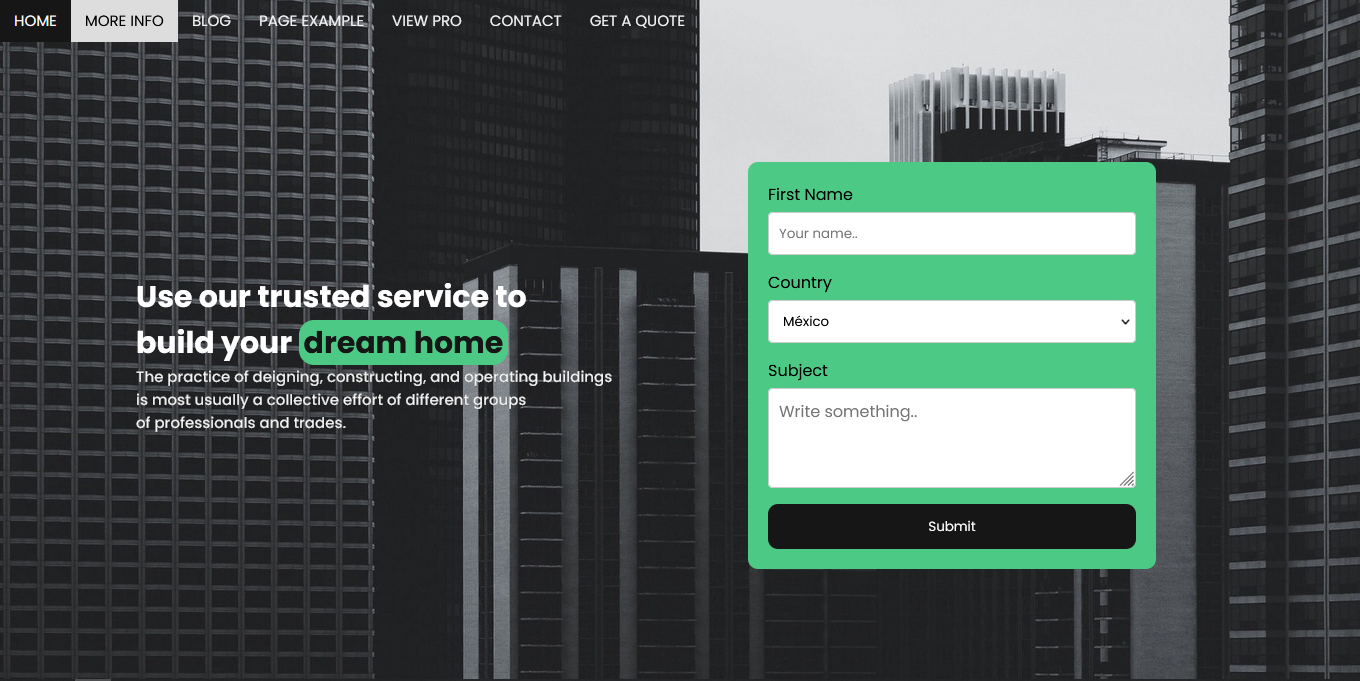 HOME MORE INFO BLOG PAGE EXAMPLE VIEW PRO CONTACT GET A QUOTE
Use our trusted service to
build your dream home
The practice of deigning, constructing, and operating buildings
is most usually a collective effort of different groups
of professionals and trades.
First Name
Your name..
Country
México
Subject
Write something..
Submit